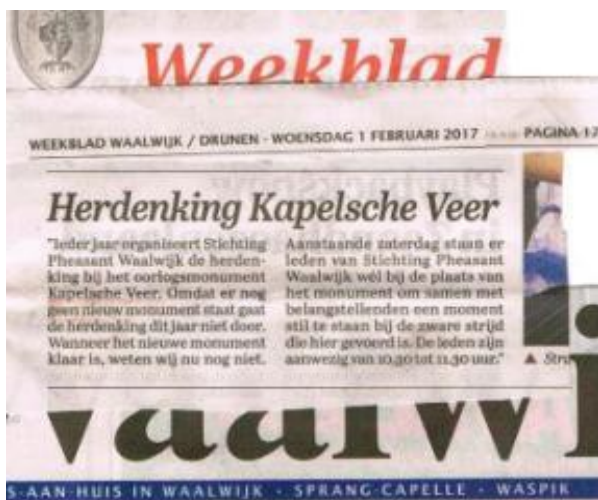 Weekblad
WEEKBLAD WAALWIJK / DRUNEN - WOENSDAG 1 FEBRUARI 2017
PAGINA 17
Herdenking Kapelsche Veer
"Ieder jaar organiseert Stichting
Pheasant Waalwijk de herden-
king bij het oorlogsmonument
Kapelsche Veer. Omdat er nog
geen nieuw monument staat gaat
de herdenking dit jaar niet door.
Wanneer het nieuwe monument
klaar is, weten wij nu nog niet.
Aanstaande zaterdag staan er
leden van Stichting Pheasant
Waalwijk wél bij de plaats van
het monument om samen met
belangstellenden een moment
stil te staan bij de zware strijd
die hier gevoerd is. De leden zijn
aanwezig van 10.30 tot 11.30 uur."
▲ Stru
Waalwi
S-AAN-HUIS IN WAALWIJK - SPRANG-CAPELLE - WASPIK